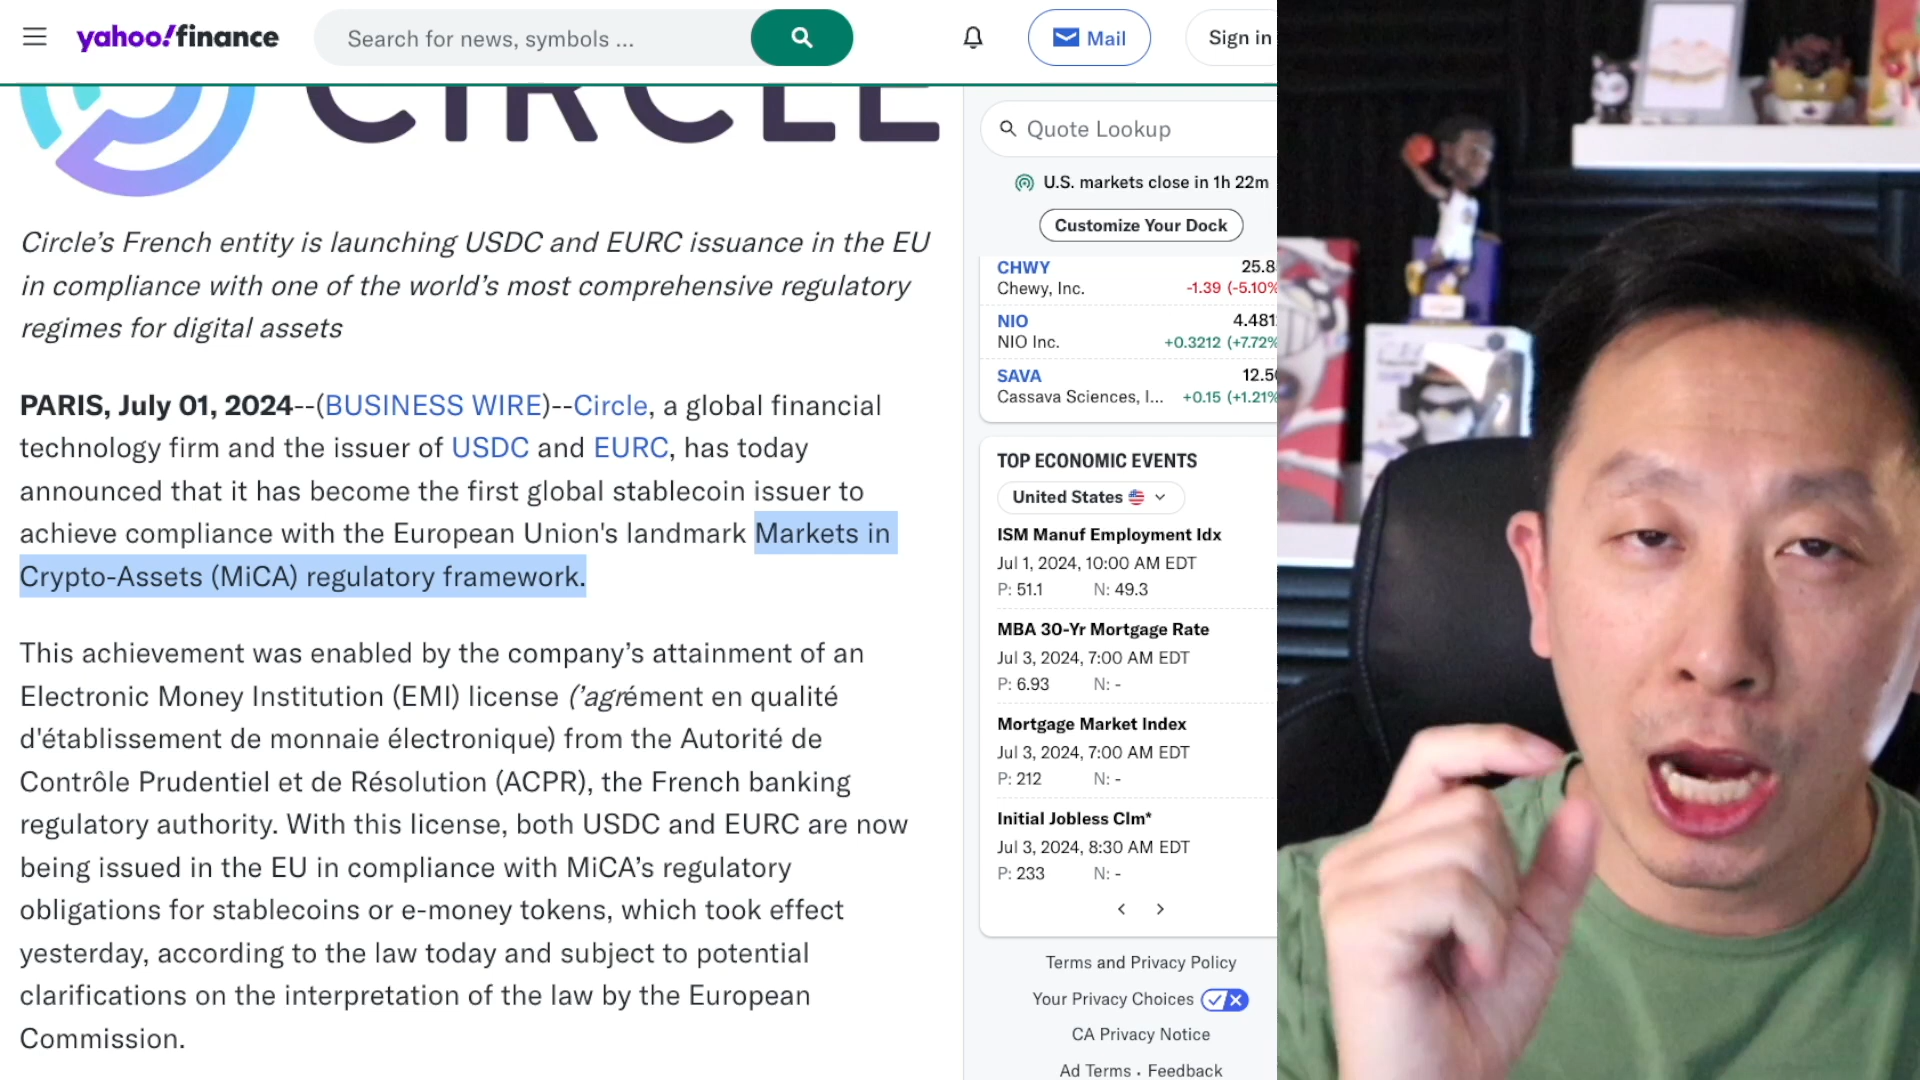 yahoo!finance
Search for news, symbols ...
Mail
Sign in
CIRCLE
Circle’s French entity is launching USDC and EURC issuance in the EU
in compliance with one of the world’s most comprehensive regulatory
regimes for digital assets
PARIS, July 01, 2024--(BUSINESS WIRE)--Circle, a global financial
technology firm and the issuer of USDC and EURC, has today
announced that it has become the first global stablecoin issuer to
achieve compliance with the European Union's landmark Markets in
Crypto-Assets (MiCA) regulatory framework.
This achievement was enabled by the company’s attainment of an
Electronic Money Institution (EMI) license (’agrément en qualité
d'établissement de monnaie électronique) from the Autorité de
Contrôle Prudentiel et de Résolution (ACPR), the French banking
regulatory authority. With this license, both USDC and EURC are now
being issued in the EU in compliance with MiCA’s regulatory
obligations for stablecoins or e-money tokens, which took effect
yesterday, according to the law today and subject to potential
clarifications on the interpretation of the law by the European
Commission.
Quote Lookup
U.S. markets close in 1h 22m
Customize Your Dock
CHWY 25.8
Chewy, Inc. -1.39 (-5.10%
NIO 4.481
NIO Inc. +0.3212 (+7.72%
SAVA 12.5
Cassava Sciences, I... +0.15 (+1.21%
TOP ECONOMIC EVENTS
United States
ISM Manuf Employment Idx
Jul 1, 2024, 10:00 AM EDT
P: 51.1 N: 49.3
MBA 30-Yr Mortgage Rate
Jul 3, 2024, 7:00 AM EDT
P: 6.93 N: -
Mortgage Market Index
Jul 3, 2024, 7:00 AM EDT
P: 212 N: -
Initial Jobless Clm*
Jul 3, 2024, 8:30 AM EDT
P: 233 N: -
Terms and Privacy Policy
Your Privacy Choices
CA Privacy Notice
Ad Terms • Feedback